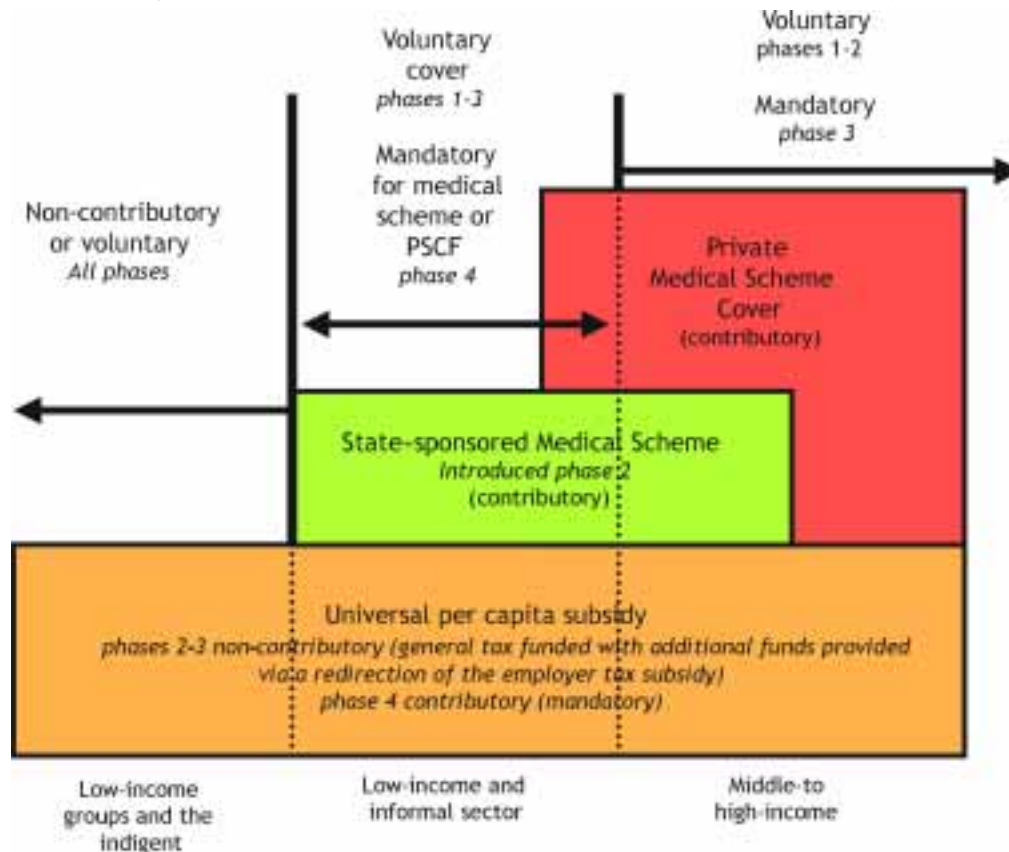 Voluntary
cover
phases 1-3
Mandatory
for medical
scheme or
PSCF
phase 4
Voluntary
phases 1-2
Mandatory
phase 3
Non-contributory
or voluntary
All phases
Private
Medical Scheme
Cover
(contributory)
State-sponsored Medical Scheme
Introduced phase 2
(contributory)
Universal per capita subsidy
phases 2-3 non-contributory (general tax funded with additional funds provided
via a redirection of the employer tax subsidy)
phase 4 contributory (mandatory)
Low-income
groups and the
indigent
Low-income and
informal sector
Middle-to
high-income